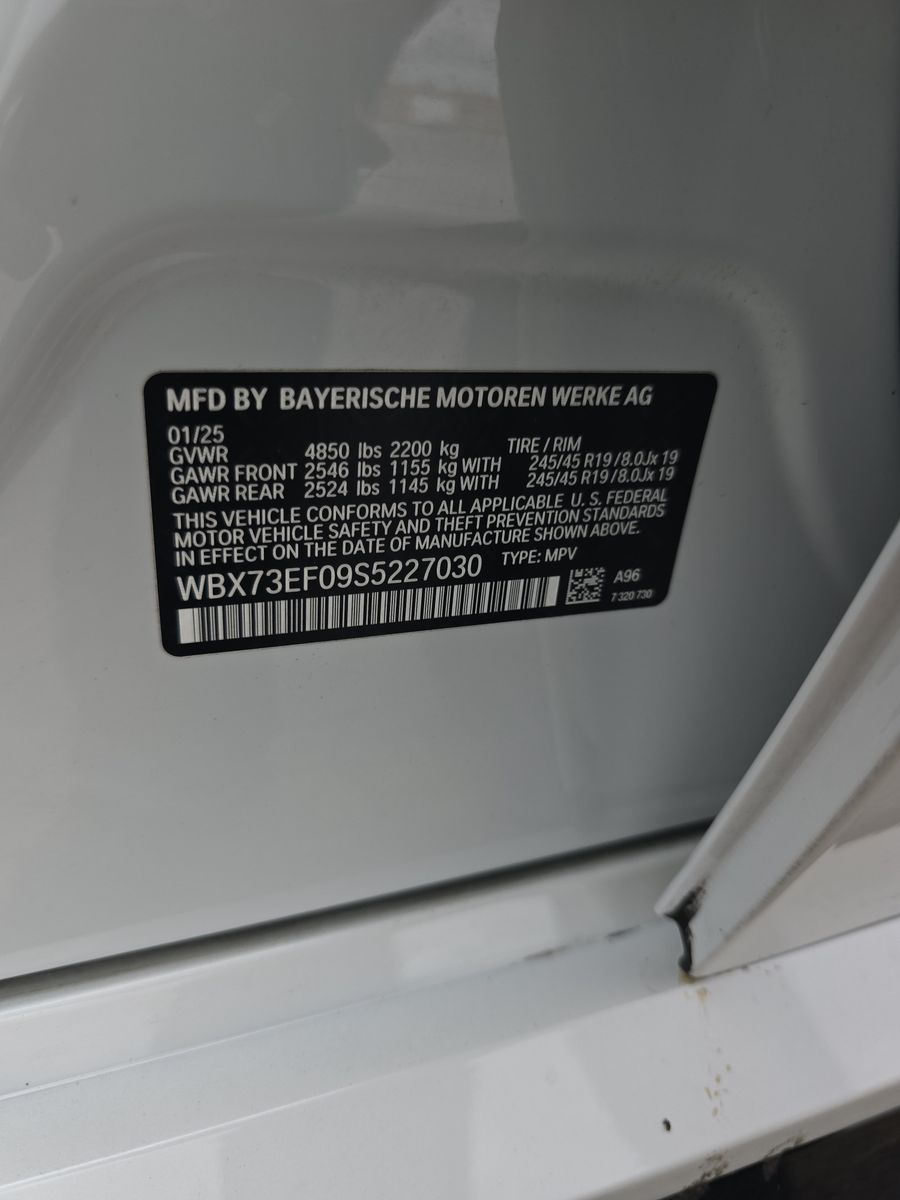 MFD BY BAYERISCHE MOTOREN WERKE AG
01/25
GVWR 4850 lbs 2200 kg TIRE / RIM
GAWR FRONT 2546 lbs 1155 kg WITH 245/45 R19 /8.0Jx 19
GAWR REAR 2524 lbs 1145 kg WITH 245/45 R19 /8.0Jx 19
THIS VEHICLE CONFORMS TO ALL APPLICABLE U. S. FEDERAL
MOTOR VEHICLE SAFETY AND THEFT PREVENTION STANDARDS
IN EFFECT ON THE DATE OF MANUFACTURE SHOWN ABOVE.
WBX73EF09S5227030 TYPE: MPV
A96
7 320 730